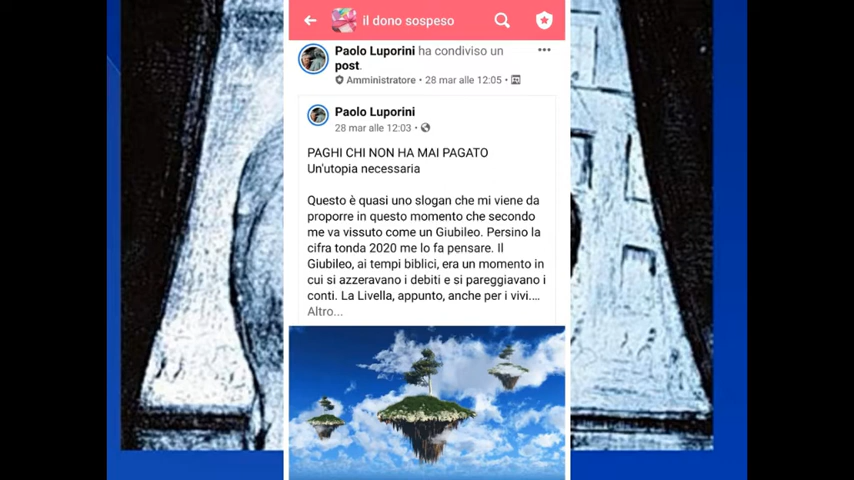 il dono sospeso
Paolo Luporini ha condiviso un
post.
Amministratore • 28 mar alle 12:05 •
Paolo Luporini
28 mar alle 12:03 •
PAGHI CHI NON HA MAI PAGATO
Un'utopia necessaria
Questo è quasi uno slogan che mi viene da
proporre in questo momento che secondo
me va vissuto come un Giubileo. Persino la
cifra tonda 2020 me lo fa pensare. Il
Giubileo, ai tempi biblici, era un momento in
cui si azzeravano i debiti e si pareggiavano i
conti. La Livella, appunto, anche per i vivi....
Altro...